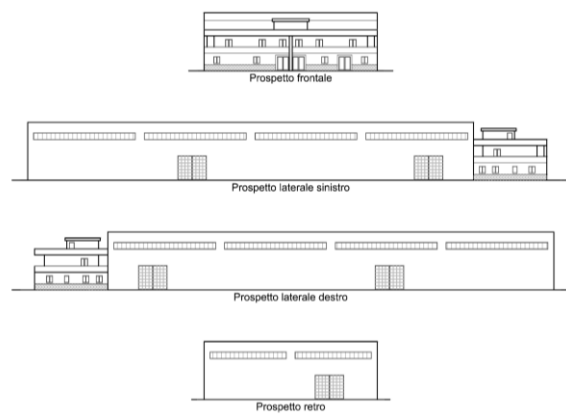 Prospetto frontale
Prospetto laterale sinistro
Prospetto laterale destro
Prospetto retro